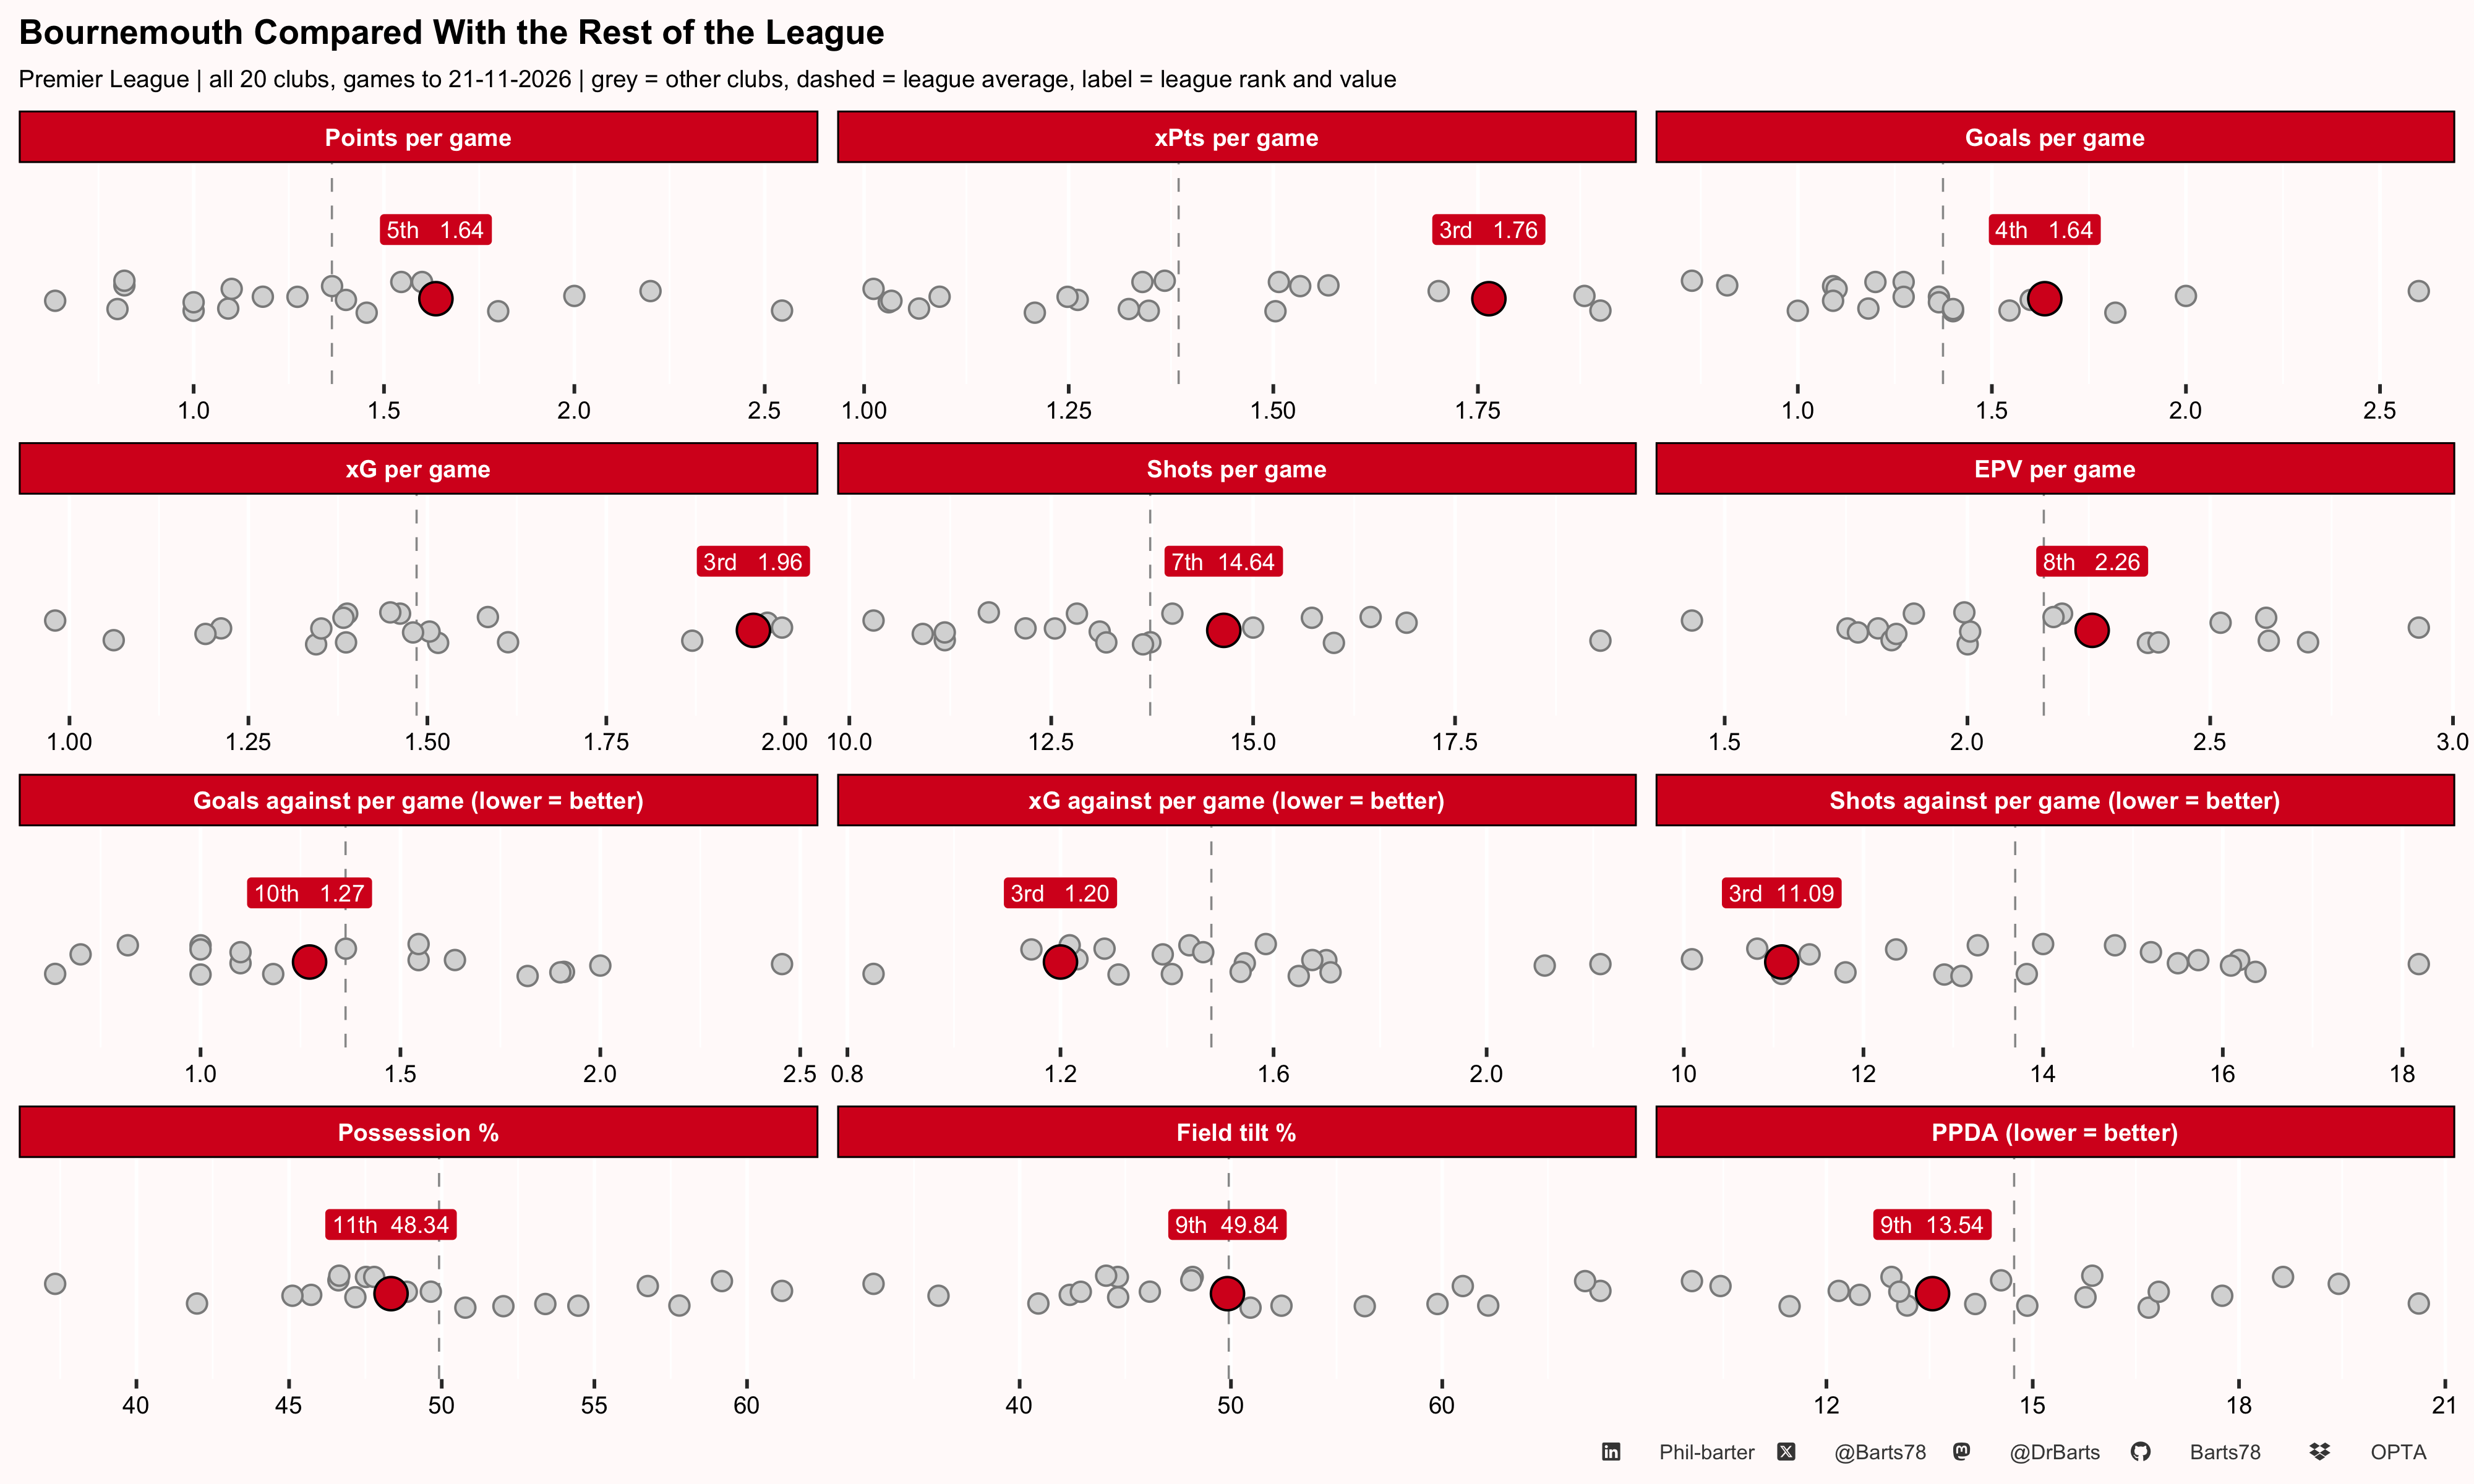 Bournemouth Compared With the Rest of the League
Premier League | all 20 clubs, games to 21-11-2026 | grey = other clubs, dashed = league average, label = league rank and value
Points per game
5th 1.64
1.0 1.5 2.0 2.5
xPts per game
3rd 1.76
1.00 1.25 1.50 1.75
Goals per game
4th 1.64
1.0 1.5 2.0 2.5
xG per game
3rd 1.96
1.00 1.25 1.50 1.75 2.00
Shots per game
7th 14.64
10.0 12.5 15.0 17.5
EPV per game
8th 2.26
1.5 2.0 2.5 3.0
Goals against per game (lower = better)
10th 1.27
1.0 1.5 2.0 2.5
xG against per game (lower = better)
3rd 1.20
0.8 1.2 1.6 2.0
Shots against per game (lower = better)
3rd 11.09
10 12 14 16 18
Possession %
11th 48.34
40 45 50 55 60
Field tilt %
9th 49.84
40 50 60
PPDA (lower = better)
9th 13.54
12 15 18 21
Phil-barter @Barts78 @DrBarts Barts78 OPTA